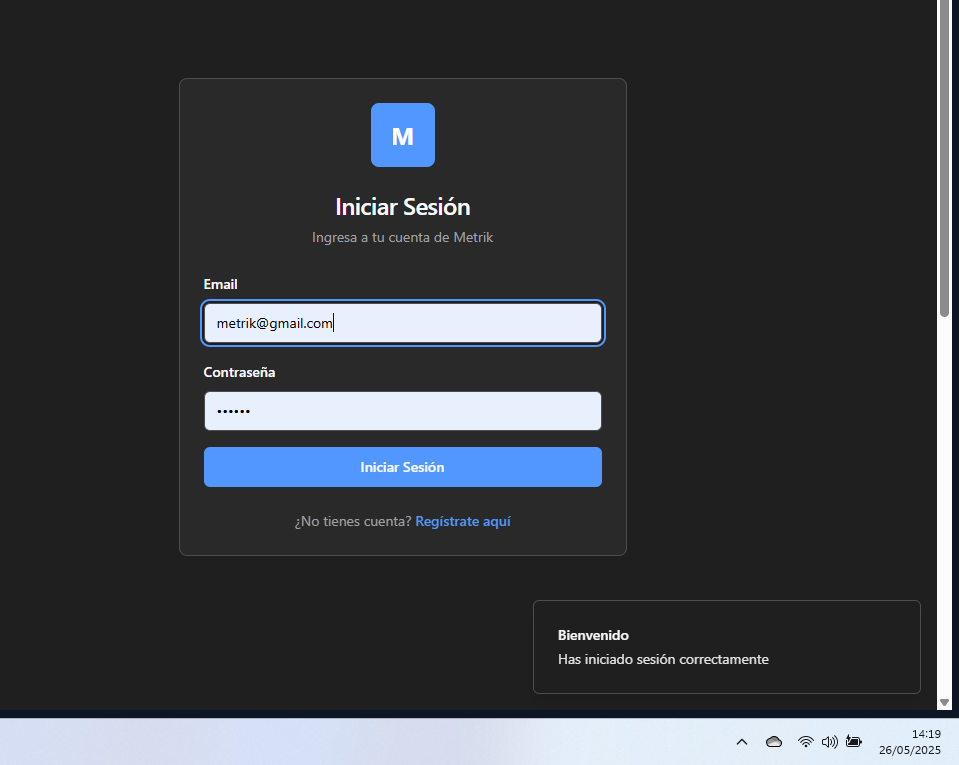 M
Iniciar Sesión
Ingresa a tu cuenta de Metrik
Email
metrik@gmail.com
Contraseña
••••••
Iniciar Sesión
¿No tienes cuenta? Regístrate aquí
Bienvenido
Has iniciado sesión correctamente
14:19
26/05/2025